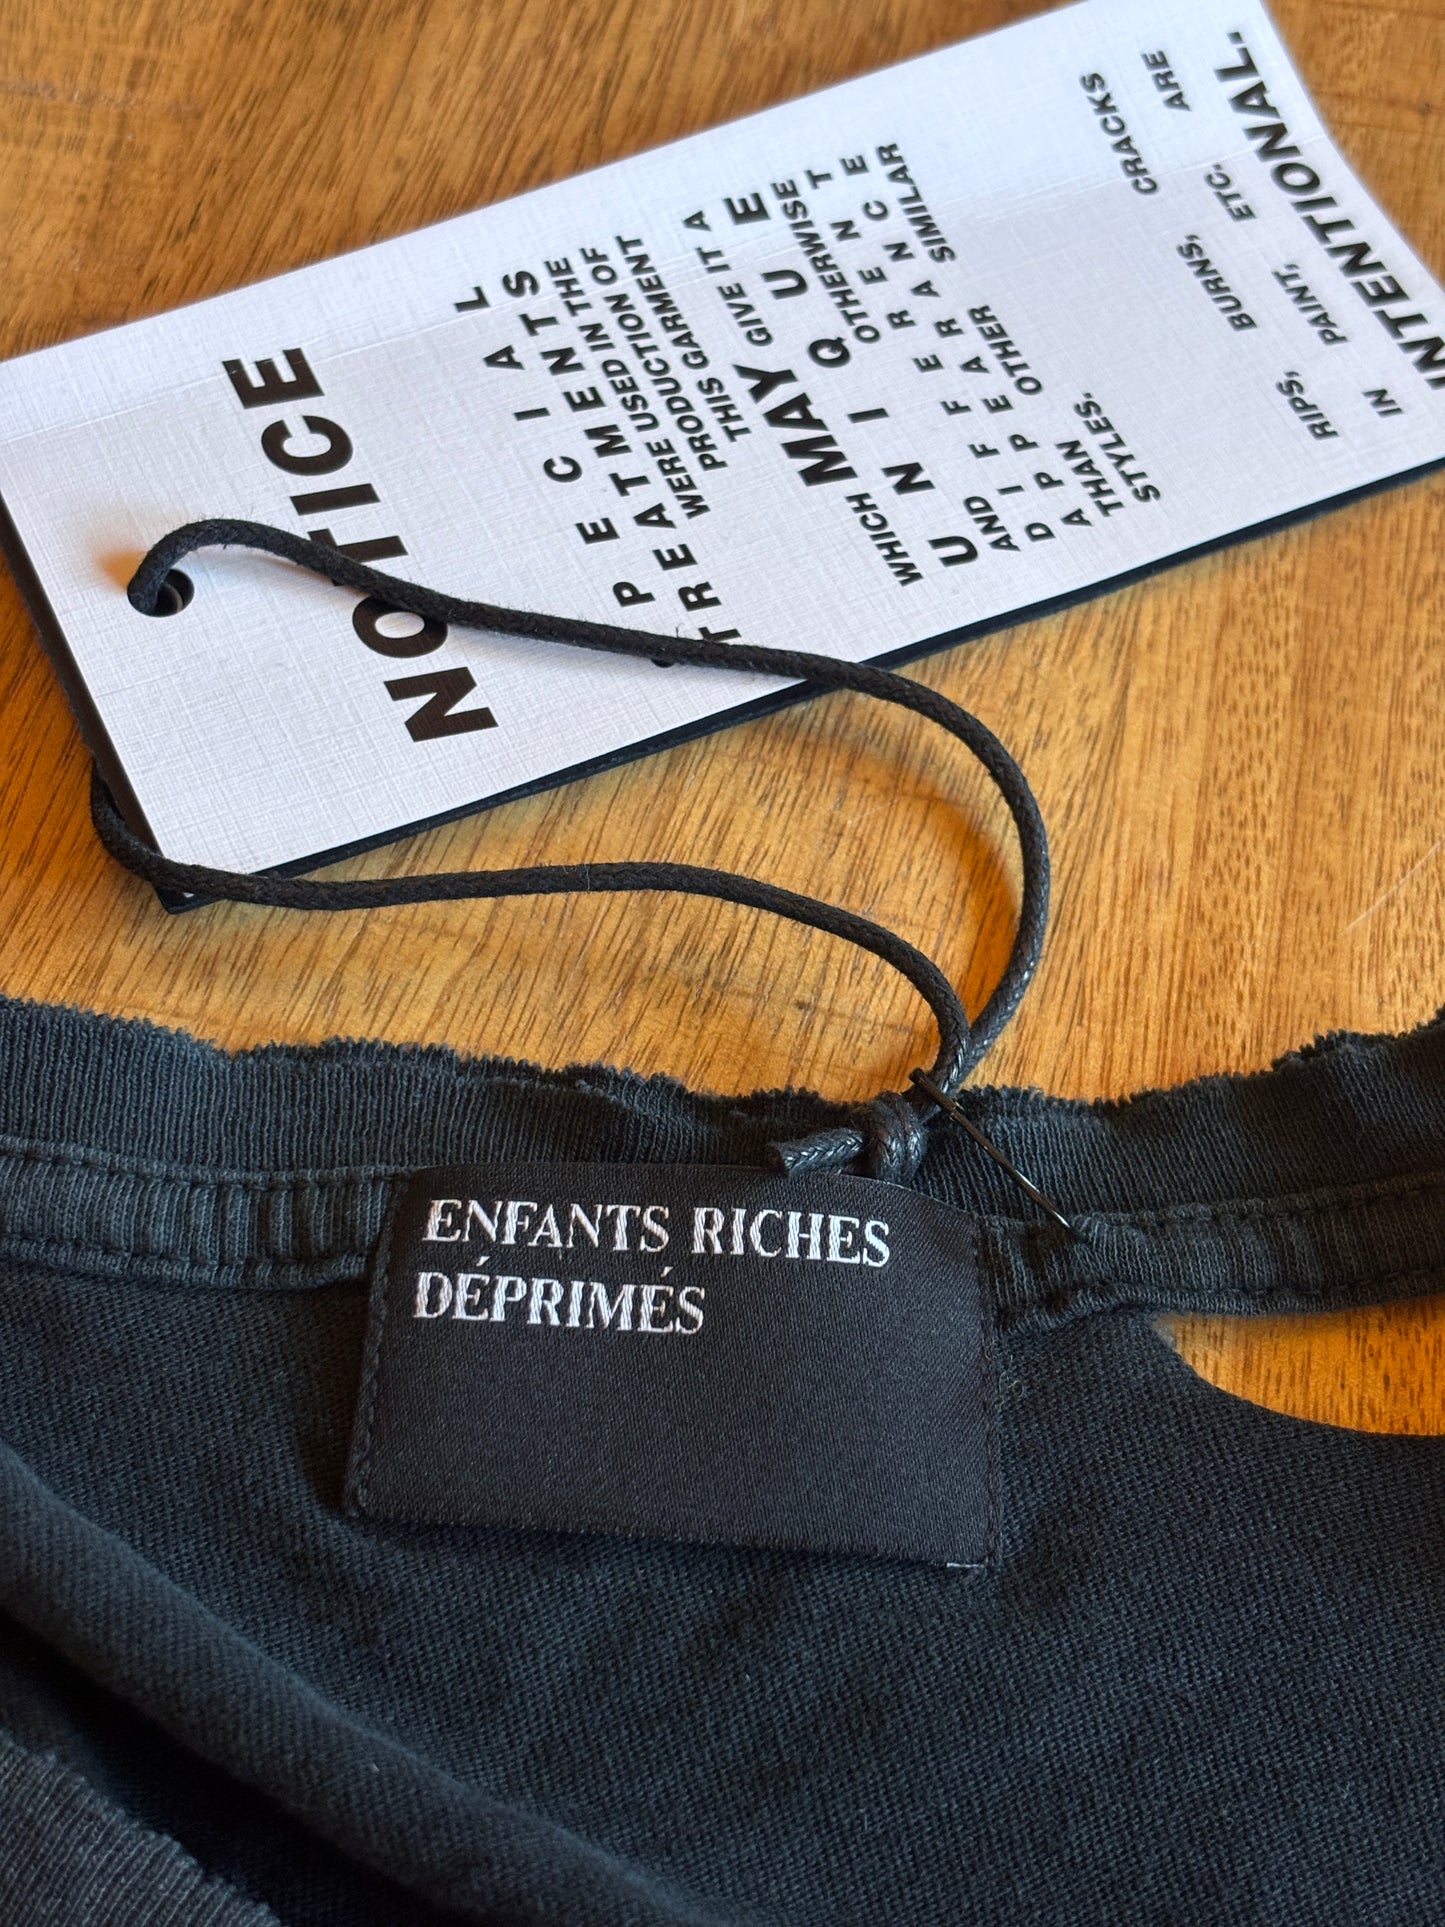 NOTICE
SPECIAL
TREATMENTS
WERE USED IN THE
PRODUCTION OF
THIS GARMENT
WHICH MAY GIVE IT A
UNIQUE
AND OTHERWISE
DIFFERENT
APPEARANCE
THAN OTHER SIMILAR
STYLES.
RIPS, BURNS, CRACKS
IN PAINT, ETC. ARE
INTENTIONAL.
ENFANTS RICHES
DÉPRIMÉS